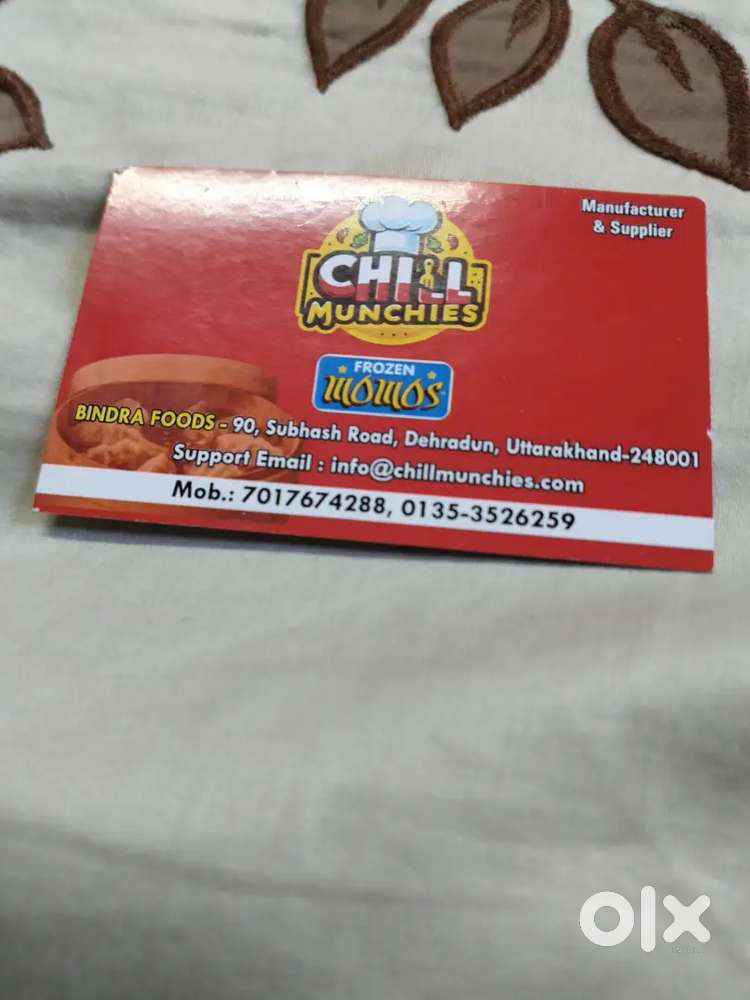 Manufacturer
& Supplier
CHILL
MUNCHIES
FROZEN
MOMO'S
BINDRA FOODS - 90, Subhash Road, Dehradun, Uttarakhand-248001
Support Email : info@chillmunchies.com
Mob.: 7017674288, 0135-3526259
olx